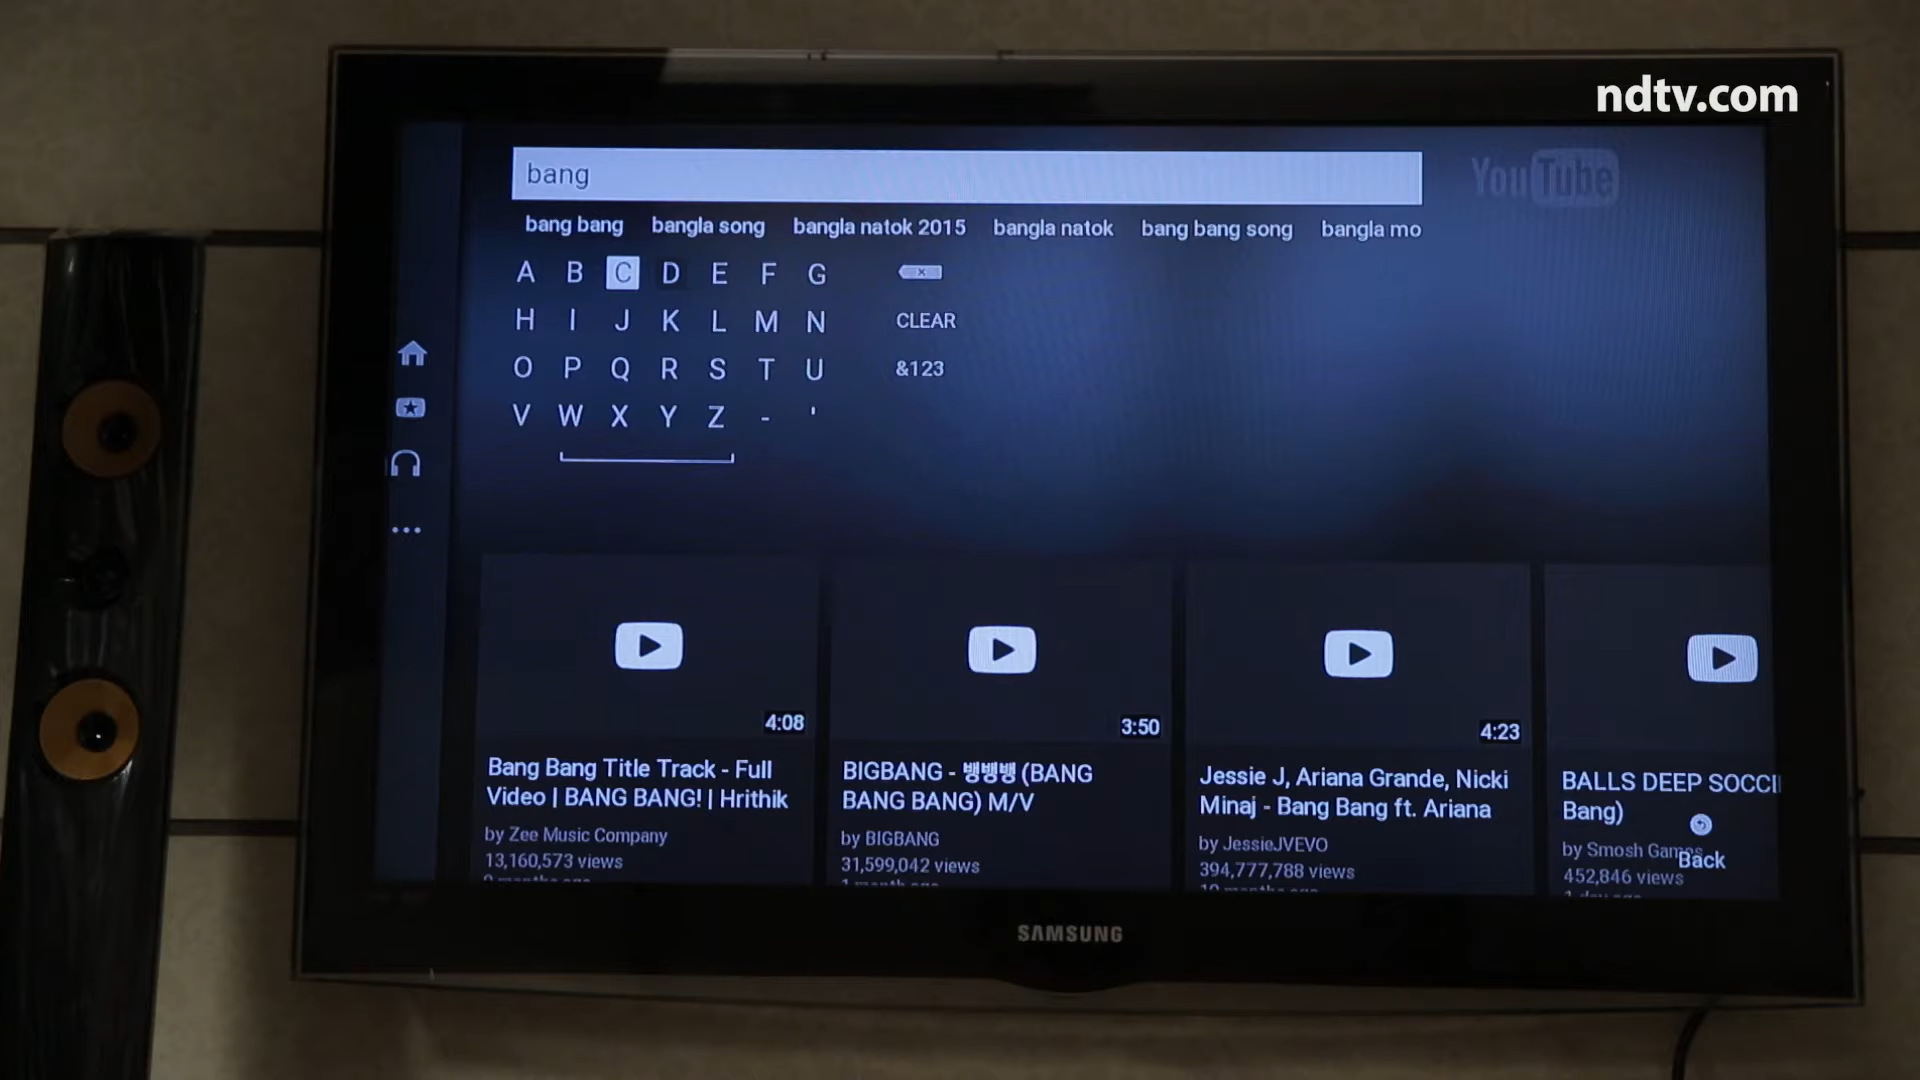 ndtv.com
bang
YouTube
bang bang bangla song bangla natok 2015 bangla natok bang bang song bangla mo
A B C D E F G
H I J K L M N CLEAR
O P Q R S T U &123
V W X Y Z - '
4:08
Bang Bang Title Track - Full
Video | BANG BANG! | Hrithik
by Zee Music Company
13,160,573 views
3:50
BIGBANG - 뱅뱅뱅 (BANG
BANG BANG) M/V
by BIGBANG
31,599,042 views
4:23
Jessie J, Ariana Grande, Nicki
Minaj - Bang Bang ft. Ariana
by JessieJVEVO
394,777,788 views
BALLS DEEP SOCCI
Bang)
by Smosh Games
452,846 views
Back
SAMSUNG